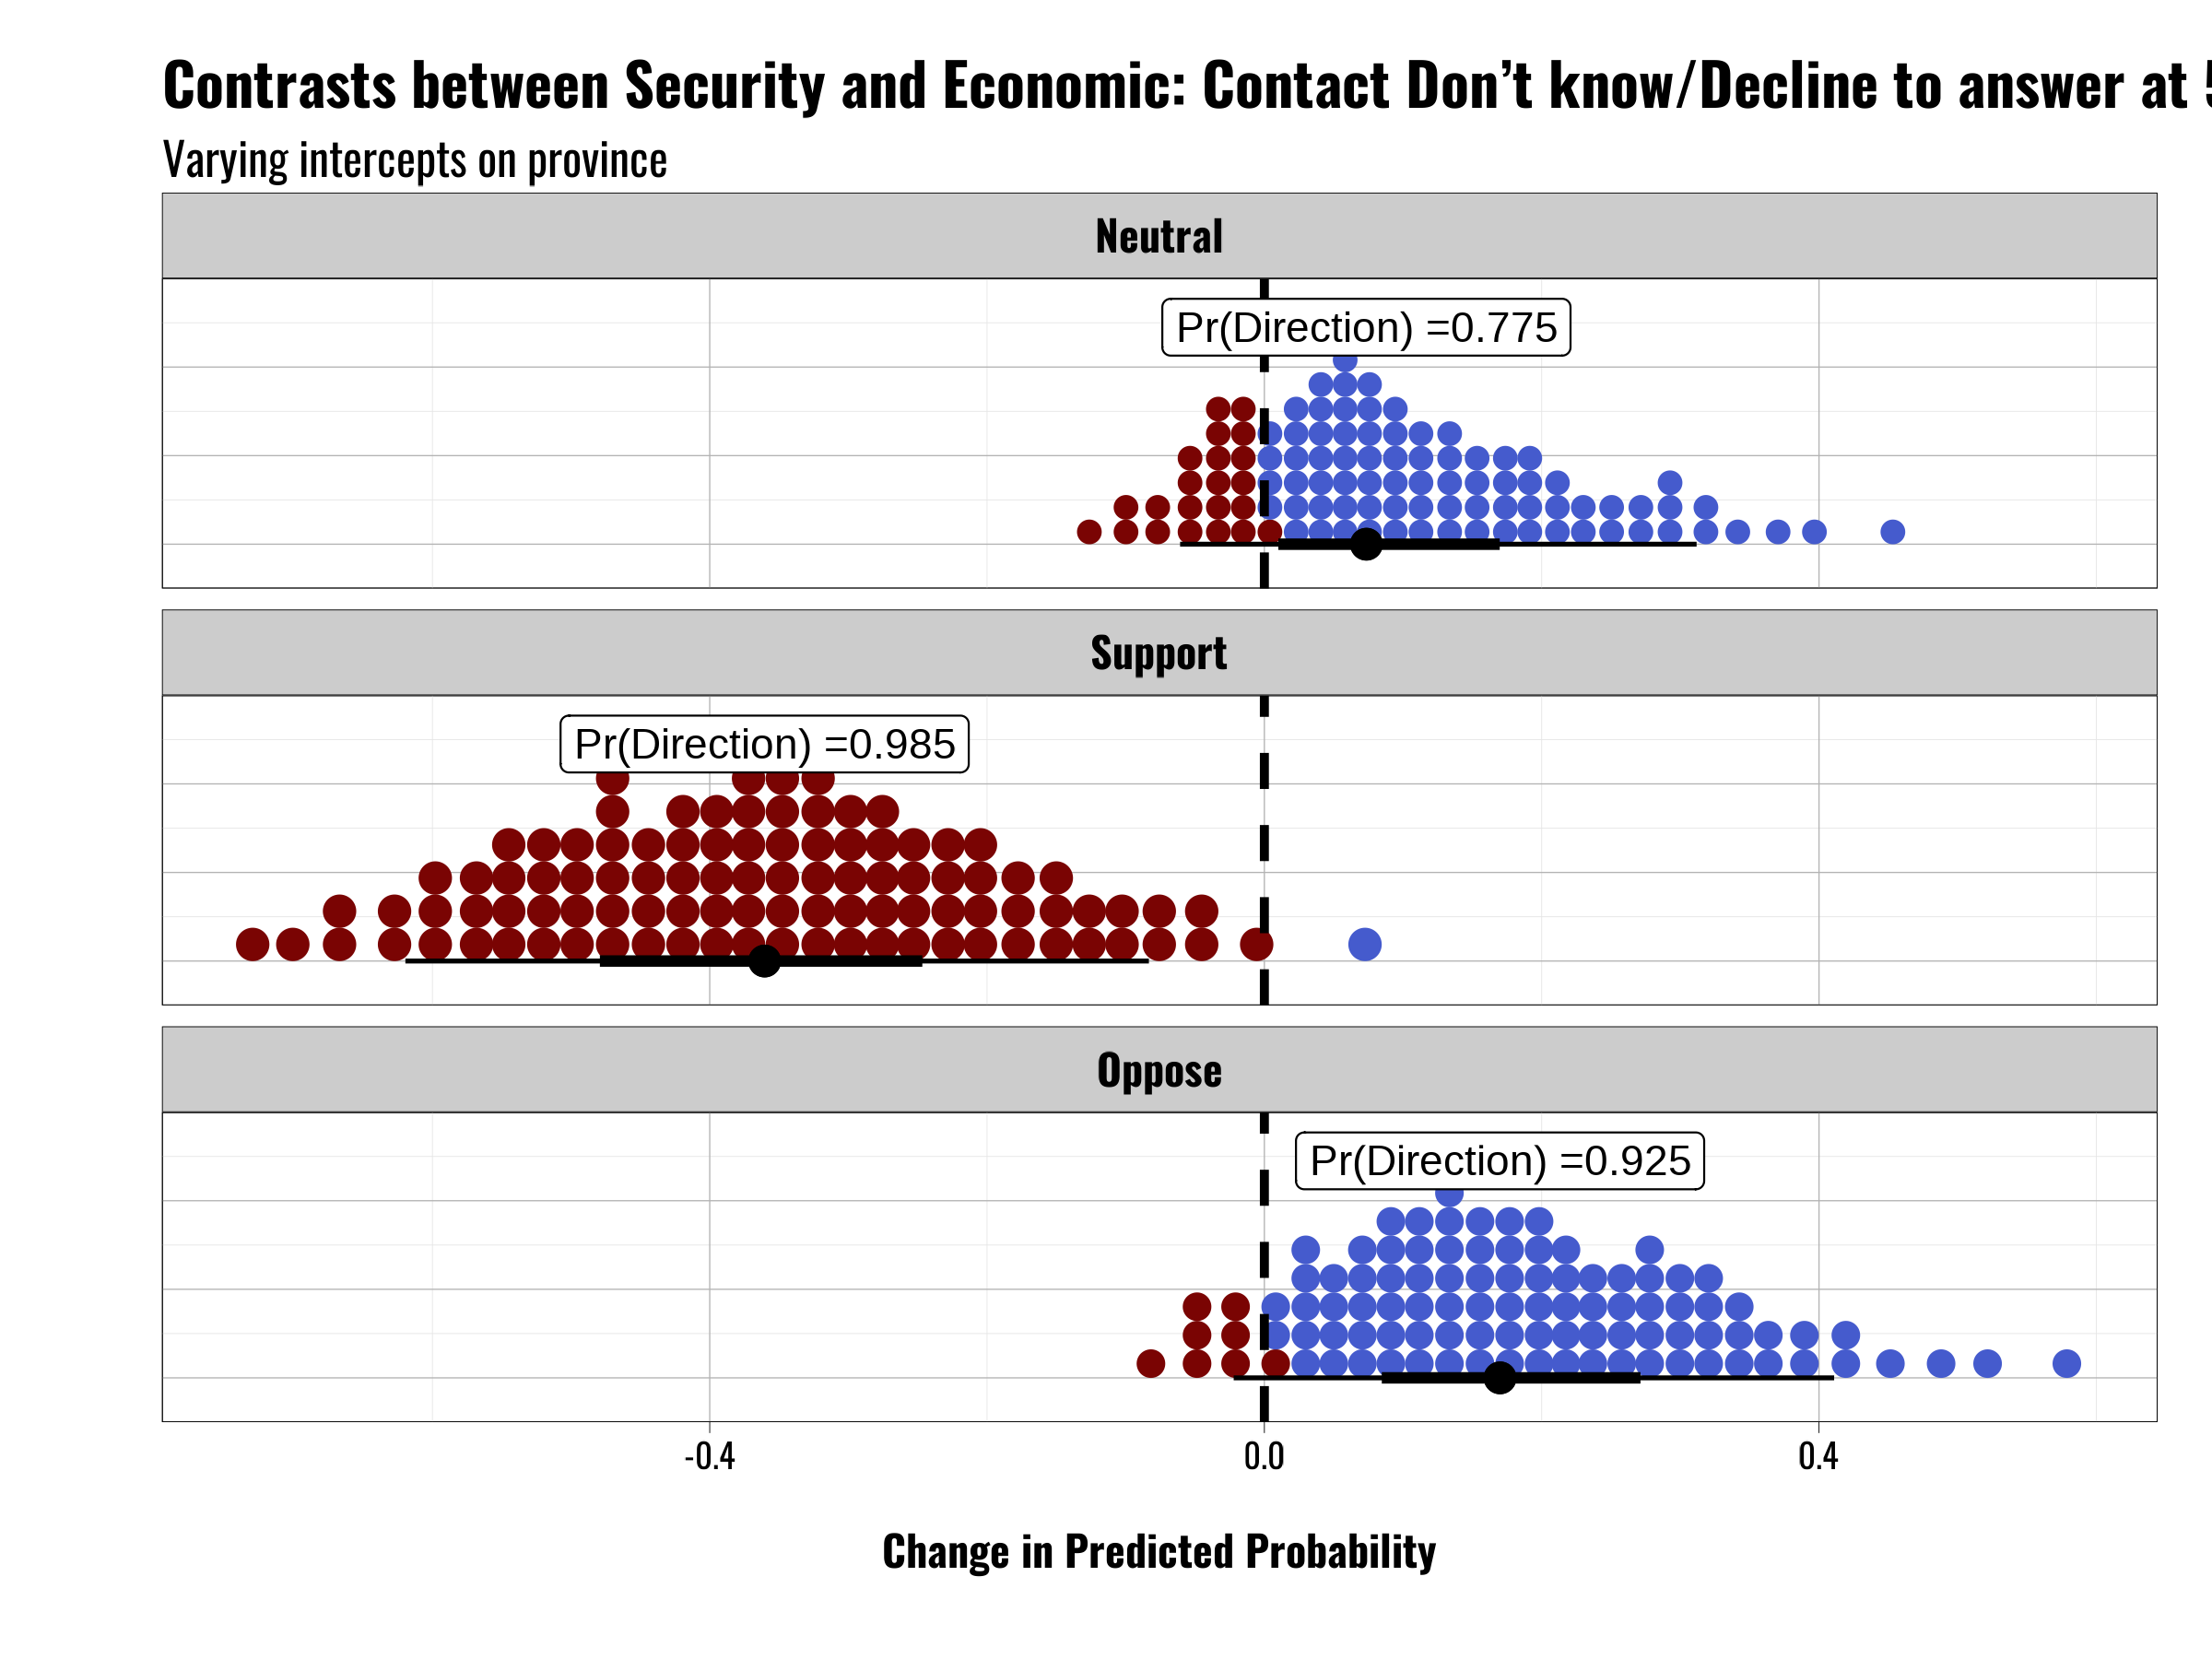 Contrasts between Security and Economic: Contact Don’t know/Decline to answer at
Varying intercepts on province
Neutral
Pr(Direction) =0.775
Support
Pr(Direction) =0.985
Oppose
Pr(Direction) =0.925
-0.4 0.0 0.4
Change in Predicted Probability